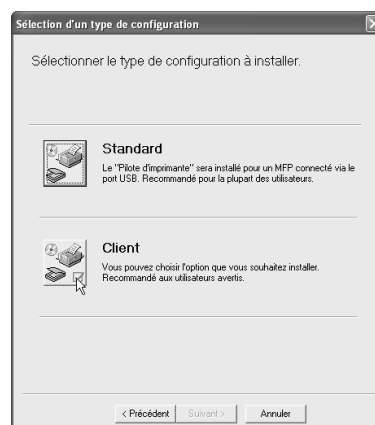 Sélection d'un type de configuration
Sélectionner le type de configuration à installer.
Standard
Le "Pilote d'imprimante" sera installé pour un MFP connecté via le
port USB. Recommandé pour la plupart des utilisateurs.
Client
Vous pouvez choisir l'option que vous souhaitez installer.
Recommandé aux utilisateurs avertis.
< Précédent
Suivant >
Annuler